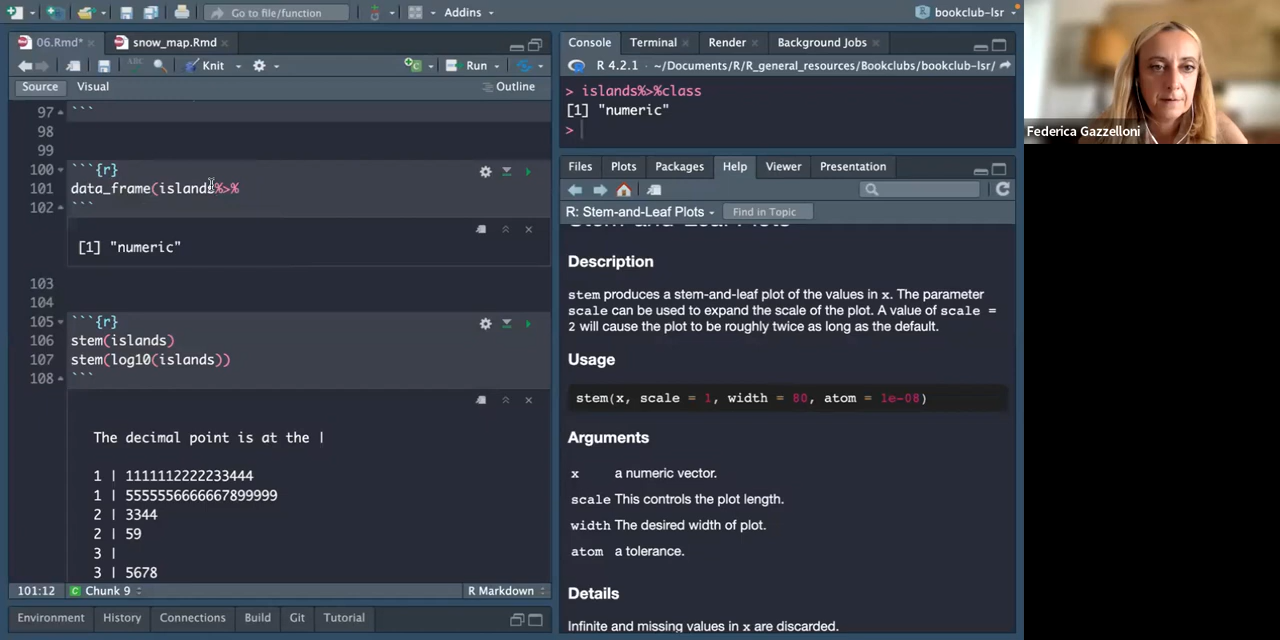 Go to file/function
Addins
bookclub-lsr
06.Rmd*
snow_map.Rmd
Knit
Run
Source
Visual
Outline
97 ```
98
99
100 ```{r}
101 data_frame(islands%>%
102 ```
[1] "numeric"
103
104
105 ```{r}
106 stem(islands)
107 stem(log10(islands))
108 ```
The decimal point is at the |
1 | 1111112222233444
1 | 5555556666667899999
2 | 3344
2 | 59
3 |
3 | 5678
101:12
Chunk 9
R Markdown
Environment
History
Connections
Build
Git
Tutorial
Console
Terminal
Render
Background Jobs
R 4.2.1 · ~/Documents/R/R_general_resources/Bookclubs/bookclub-lsr/
> islands%>%class
[1] "numeric"
>
Files
Plots
Packages
Help
Viewer
Presentation
R: Stem-and-Leaf Plots
Find in Topic
Stem-and-Leaf Plots
Description
stem produces a stem-and-leaf plot of the values in x. The parameter
scale can be used to expand the scale of the plot. A value of scale =
2 will cause the plot to be roughly twice as long as the default.
Usage
stem(x, scale = 1, width = 80, atom = 1e-08)
Arguments
x a numeric vector.
scale This controls the plot length.
width The desired width of plot.
atom a tolerance.
Details
Infinite and missing values in x are discarded.
Federica Gazzelloni